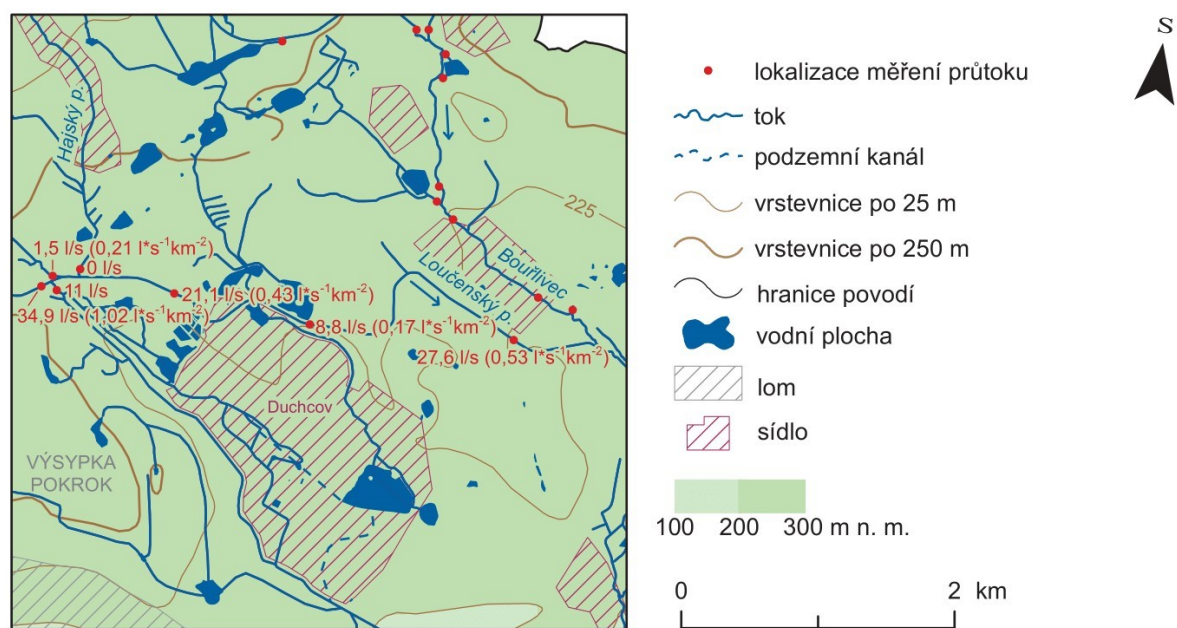 S
lokalizace měření průtoku
tok
podzemní kanál
vrstevnice po 25 m
vrstevnice po 250 m
hranice povodí
vodní plocha
lom
sídlo
100 200 300 m n. m.
0 2 km
Hajský p.
225
1,5 l/s (0,21 l*s⁻¹km⁻²)
0 l/s
11 l/s
21,1 l/s (0,43 l*s⁻¹km⁻²)
34,9 l/s (1,02 l*s⁻¹km⁻²)
Bouřlivec
Loučenský p.
8,8 l/s (0,17 l*s⁻¹km⁻²)
27,6 l/s (0,53 l*s⁻¹km⁻²)
Duchcov
VÝSYPKA
POKROK